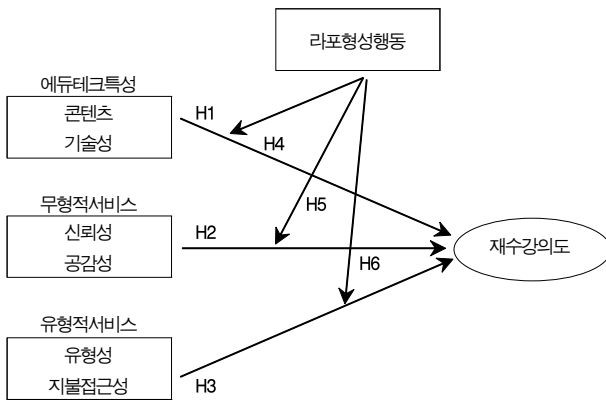 라포형성행동
에듀테크특성
콘텐츠
기술성
H1
H4
무형적서비스
신뢰성
공감성
H2
H5
H6
재수강의도
유형적서비스
유형성
지불접근성
H3